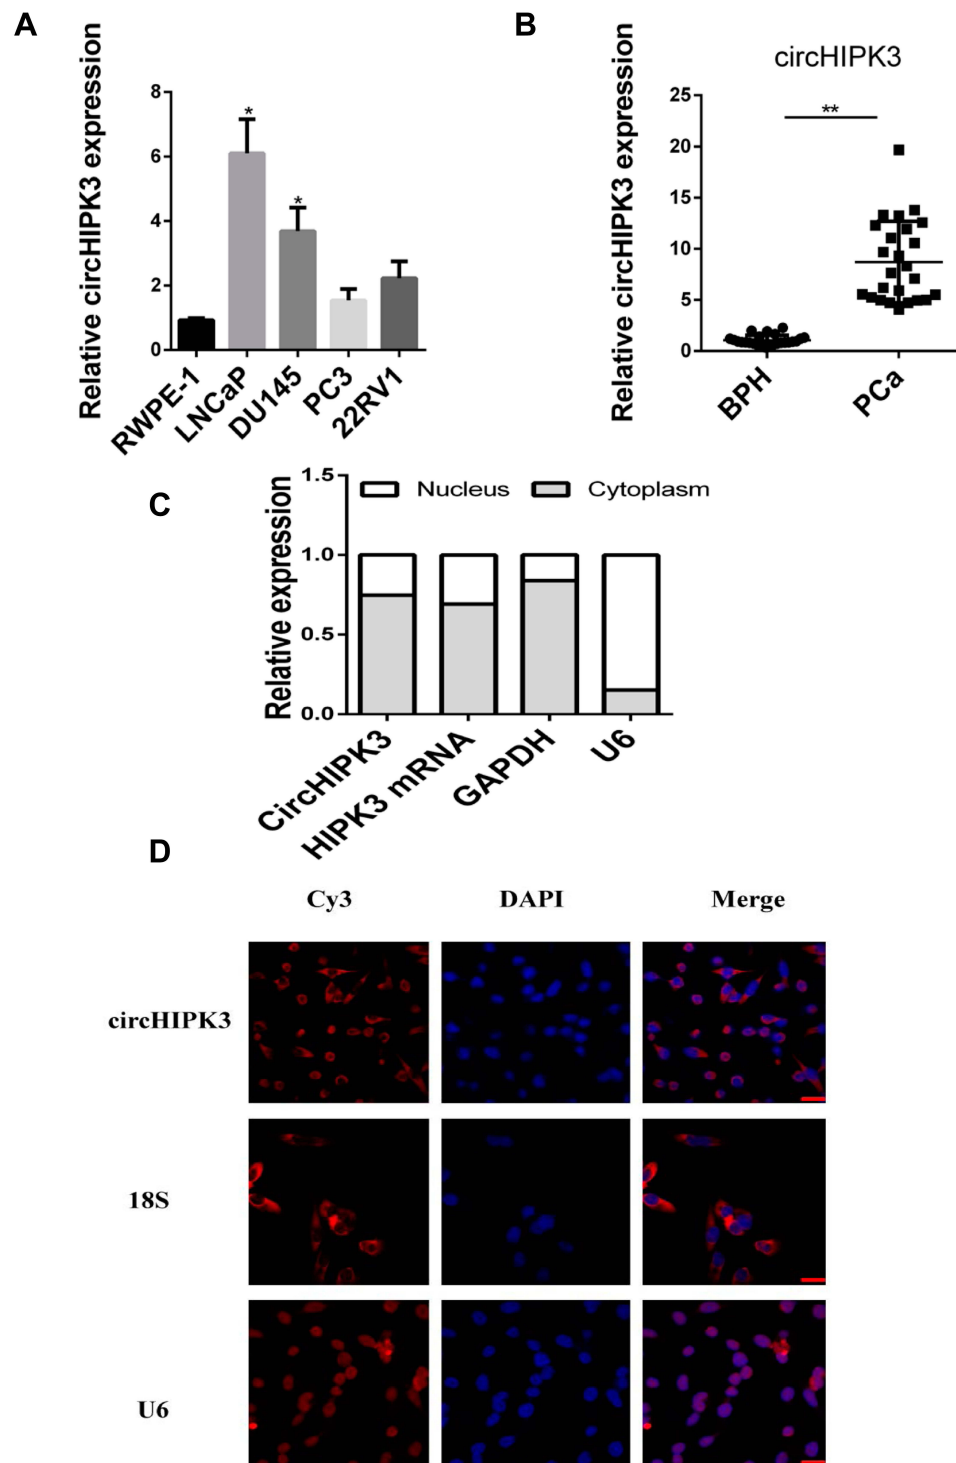 A
Relative circHIPK3 expression
8
6
4
2
0
*
*
RWPE-1
LNCaP
DU145
PC3
22RV1
B
circHIPK3
Relative circHIPK3 expression
25
20
15
10
5
0
**
BPH
PCa
C
Relative expression
1.5
1.0
0.5
0.0
Nucleus Cytoplasm
CircHIPK3
HIPK3 mRNA
GAPDH
U6
D
Cy3 DAPI Merge
circHIPK3
18S
U6